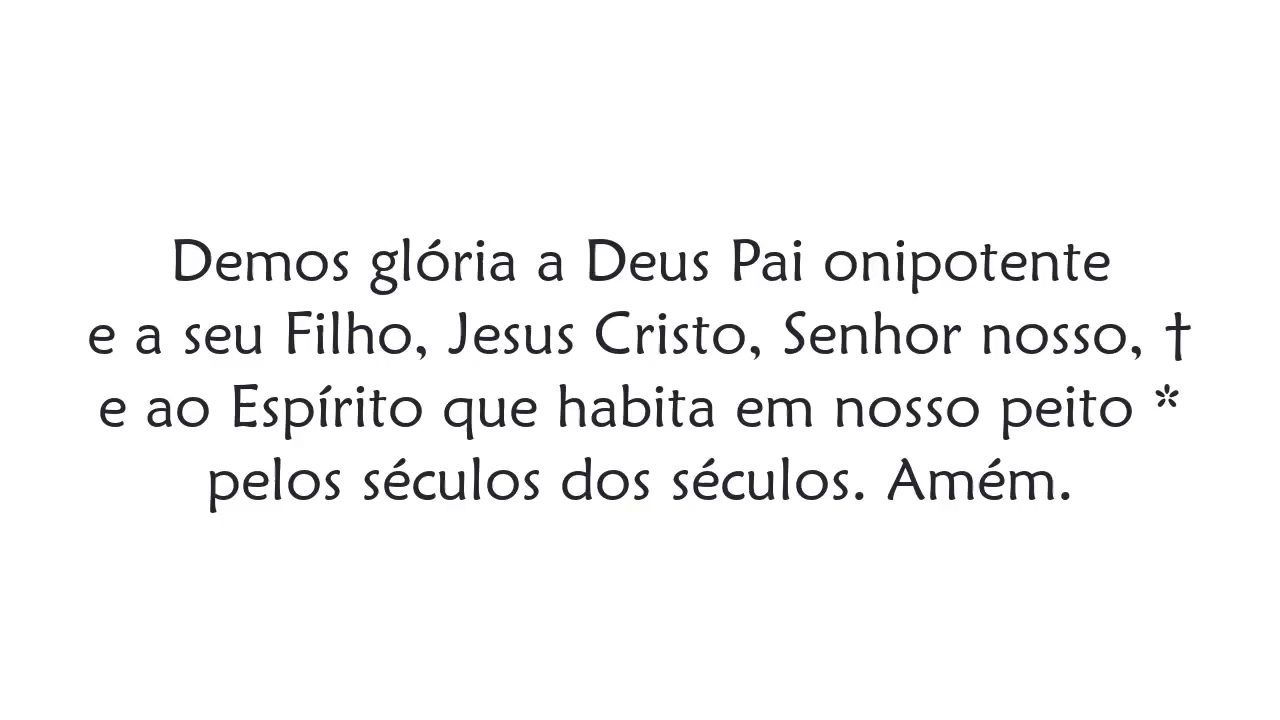 Demos glória a Deus Pai onipotente
e a seu Filho, Jesus Cristo, Senhor nosso, †
e ao Espírito que habita em nosso peito *
pelos séculos dos séculos. Amém.